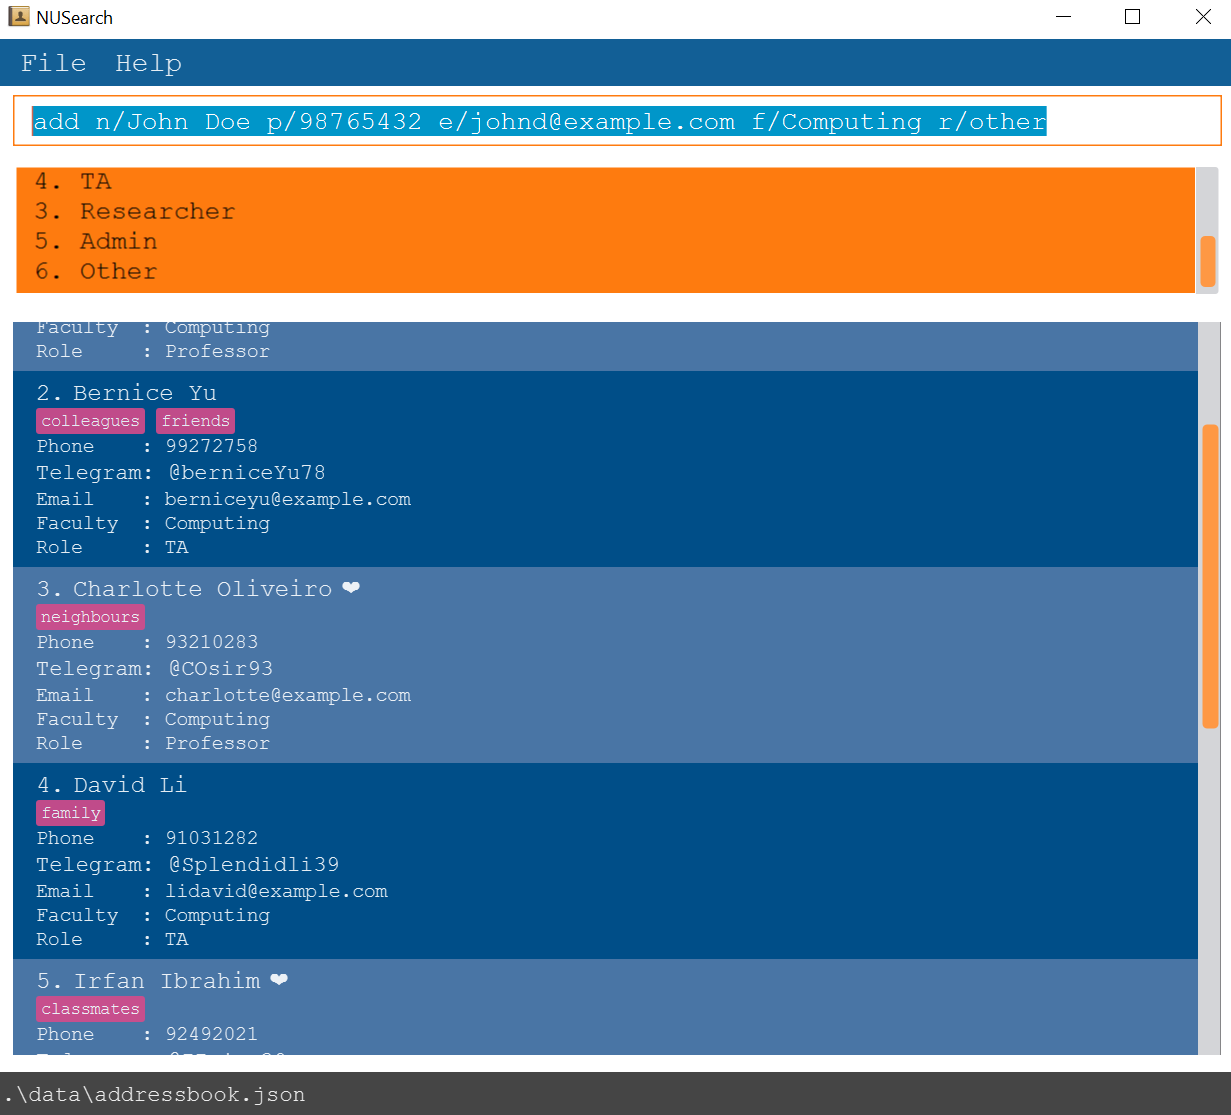 NUSearch
File Help
add n/John Doe p/98765432 e/johnd@example.com f/Computing r/other
4. TA
3. Researcher
5. Admin
6. Other
Faculty : Computing
Role : Professor
2. Bernice Yu
colleagues friends
Phone : 99272758
Telegram: @berniceYu78
Email : berniceyu@example.com
Faculty : Computing
Role : TA
3. Charlotte Oliveiro ❤
neighbours
Phone : 93210283
Telegram: @COsir93
Email : charlotte@example.com
Faculty : Computing
Role : Professor
4. David Li
family
Phone : 91031282
Telegram: @Splendidli39
Email : lidavid@example.com
Faculty : Computing
Role : TA
5. Irfan Ibrahim ❤
classmates
Phone : 92492021
.\data\addressbook.json